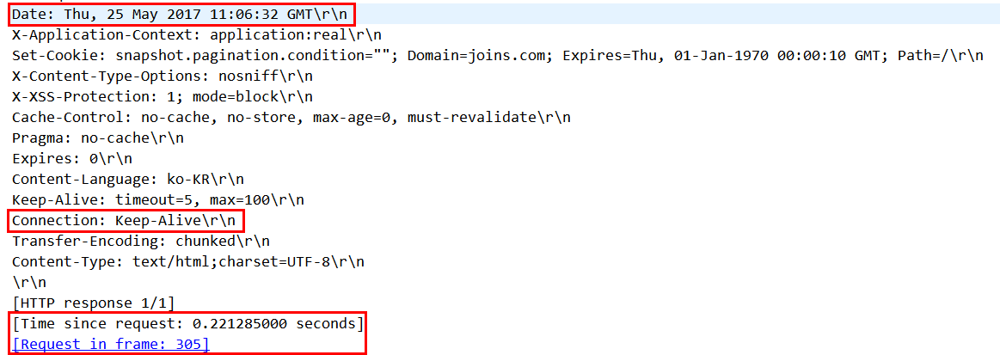 Date: Thu, 25 May 2017 11:06:32 GMT\r\n
X-Application-Context: application:real\r\n
Set-Cookie: snapshot.pagination.condition=""; Domain=joins.com; Expires=Thu, 01-Jan-1970 00:00:10 GMT; Path=/\r\n
X-Content-Type-Options: nosniff\r\n
X-XSS-Protection: 1; mode=block\r\n
Cache-Control: no-cache, no-store, max-age=0, must-revalidate\r\n
Pragma: no-cache\r\n
Expires: 0\r\n
Content-Language: ko-KR\r\n
Keep-Alive: timeout=5, max=100\r\n
Connection: Keep-Alive\r\n
Transfer-Encoding: chunked\r\n
Content-Type: text/html;charset=UTF-8\r\n
\r\n
[HTTP response 1/1]
[Time since request: 0.221285000 seconds]
[Request in frame: 305]